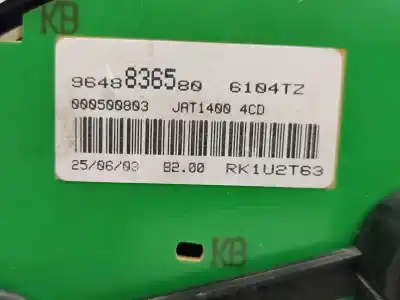 KB
9648836580 6104TZ
000500803 JAT1400 4CD
25/06/03 B2.00 RK1U2T63
KB